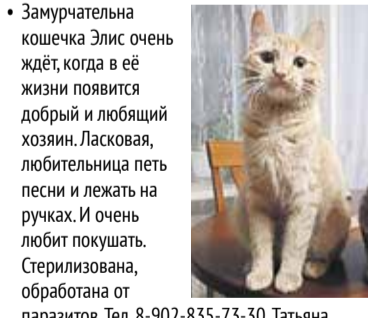 • Замурчательна
кошечка Элис очень
ждёт, когда в её
жизни появится
добрый и любящий
хозяин. Ласковая,
любительница петь
песни и лежать на
ручках. И очень
любит покушать.
Стерилизована,
обработана от
паразитов. Тел. 8-902-835-73-30, Татьяна